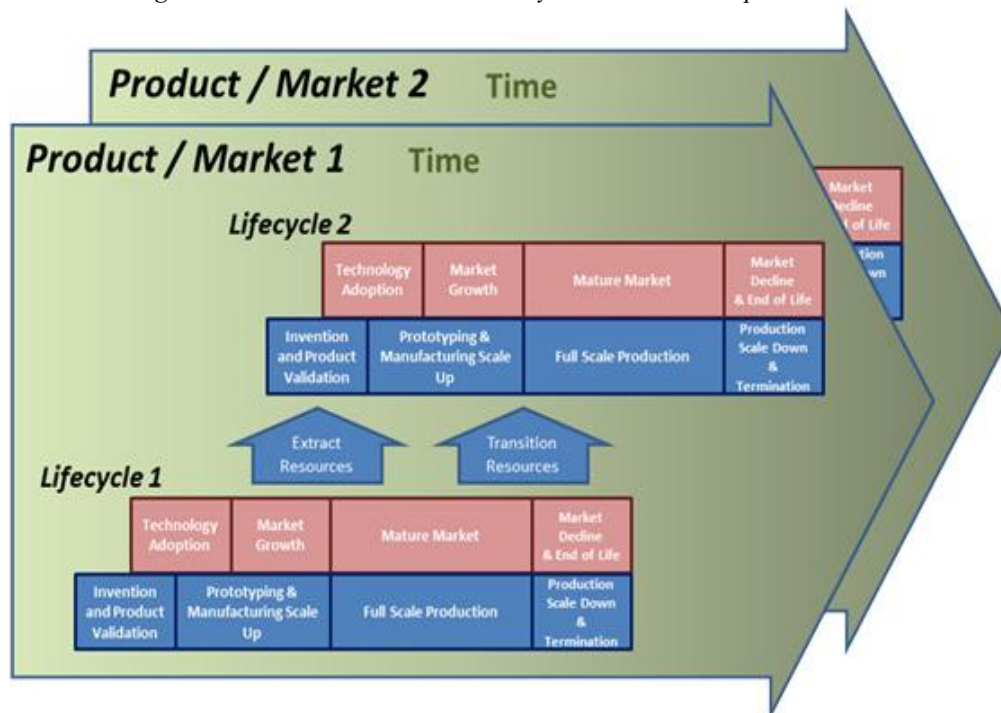 Product / Market 2 Time
Product / Market 1 Time
Lifecycle 2
Technology
Adoption
Market
Growth
Mature Market
Market
Decline
& End of Life
Market
Decline
End of Life
Invention
and Product
Validation
Prototyping &
Manufacturing Scale
Up
Full Scale Production
Production
Scale Down
&
Termination
Extract
Resources
Transition
Resources
Lifecycle 1
Technology
Adoption
Market
Growth
Mature Market
Market
Decline
& End of Life
Invention
and Product
Validation
Prototyping &
Manufacturing Scale
Up
Full Scale Production
Production
Scale Down
&
Termination